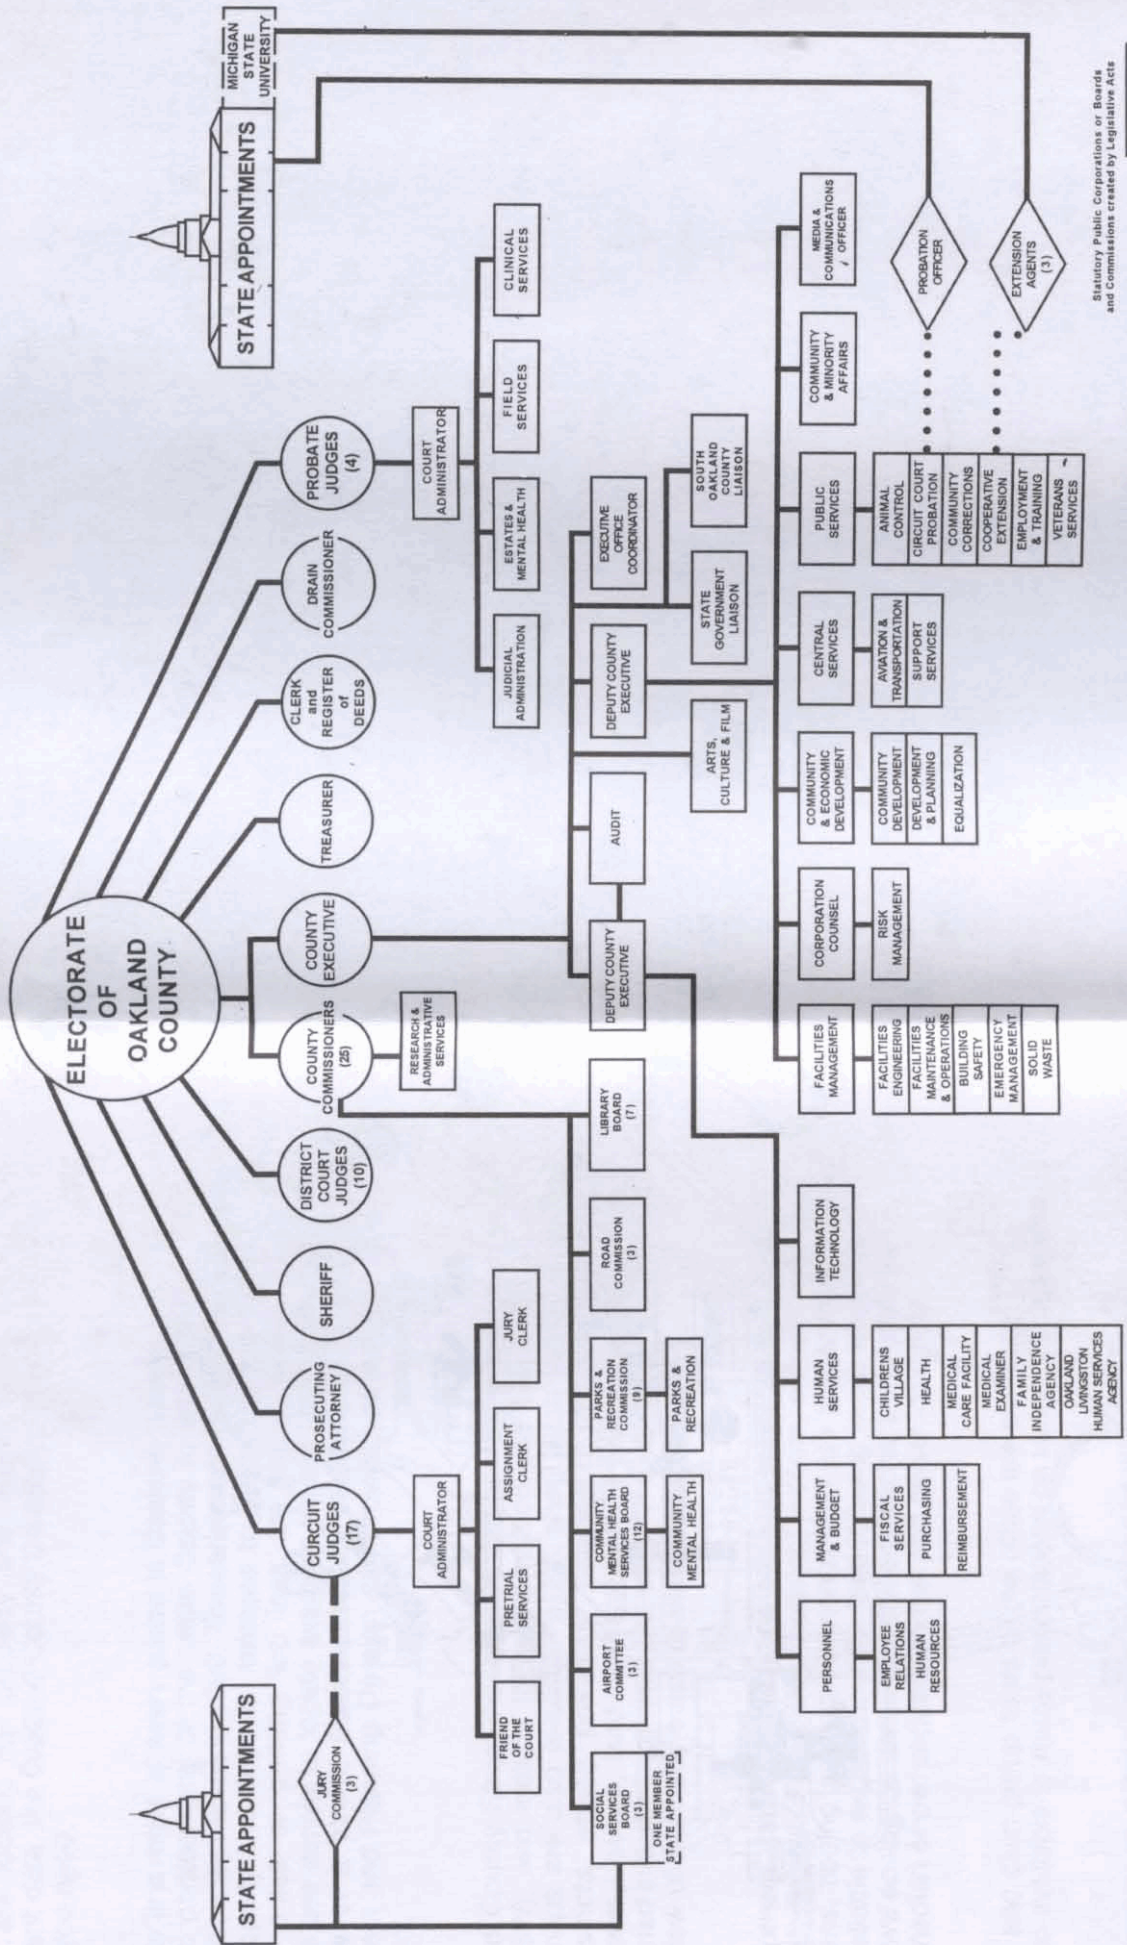 ELECTORATE
OF
OAKLAND
COUNTY
STATE APPOINTMENTS
STATE APPOINTMENTS
MICHIGAN
STATE
UNIVERSITY
CURCUIT
JUDGES
(17)
PROSECUTING
ATTORNEY
SHERIFF
DISTRICT
COURT
JUDGES
(10)
COUNTY
COMMISSIONERS
(25)
COUNTY
EXECUTIVE
TREASURER
CLERK
and
REGISTER
of
DEEDS
DRAIN
COMMISSIONER
PROBATE
JUDGES
(4)
JURY
COMMISSION
(3)
COURT
ADMINISTRATOR
RESEARCH &
ADMINISTRATIVE
SERVICES
COURT
ADMINISTRATOR
FRIEND
OF THE
COURT
PRETRIAL
SERVICES
ASSIGNMENT
CLERK
JURY
CLERK
JUDICIAL
ADMINISTRATION
ESTATES &
MENTAL HEALTH
FIELD
SERVICES
CLINICAL
SERVICES
SOCIAL
SERVICES
BOARD
(3)
ONE MEMBER
STATE APPOINTED
AIRPORT
COMMITTEE
(3)
COMMUNITY
MENTAL HEALTH
SERVICES BOARD
(12)
COMMUNITY
MENTAL HEALTH
PARKS &
RECREATION
COMMISSION
(9)
PARKS &
RECREATION
ROAD
COMMISSION
(3)
LIBRARY
BOARD
(7)
DEPUTY COUNTY
EXECUTIVE
AUDIT
ARTS,
CULTURE & FILM
DEPUTY COUNTY
EXECUTIVE
EXECUTIVE
OFFICE
COORDINATOR
STATE
GOVERNMENT
LIAISON
SOUTH
OAKLAND
COUNTY
LIAISON
PERSONNEL
EMPLOYEE
RELATIONS
HUMAN
RESOURCES
MANAGEMENT
& BUDGET
FISCAL
SERVICES
PURCHASING
REIMBURSEMENT
HUMAN
SERVICES
CHILDRENS
VILLAGE
HEALTH
MEDICAL
CARE FACILITY
MEDICAL
EXAMINER
FAMILY
INDEPENDENCE
AGENCY
OAKLAND
LIVINGSTON
HUMAN SERVICES
AGENCY
INFORMATION
TECHNOLOGY
FACILITIES
MANAGEMENT
FACILITIES
ENGINEERING
FACILITIES
MAINTENANCE
& OPERATIONS
BUILDING
SAFETY
EMERGENCY
MANAGEMENT
SOLID
WASTE
CORPORATION
COUNSEL
RISK
MANAGEMENT
COMMUNITY
& ECONOMIC
DEVELOPMENT
COMMUNITY
DEVELOPMENT
DEVELOPMENT
& PLANNING
EQUALIZATION
CENTRAL
SERVICES
AVIATION &
TRANSPORTATION
SUPPORT
SERVICES
PUBLIC
SERVICES
ANIMAL
CONTROL
CIRCUIT COURT
PROBATION
COMMUNITY
CORRECTIONS
COOPERATIVE
EXTENSION
EMPLOYMENT
& TRAINING
VETERANS
SERVICES
COMMUNITY
& MINORITY
AFFAIRS
MEDIA &
COMMUNICATIONS
OFFICER
PROBATION
OFFICER
EXTENSION
AGENTS
(3)
Statutory Public Corporations or Boards
and Commissions created by Legislative Acts